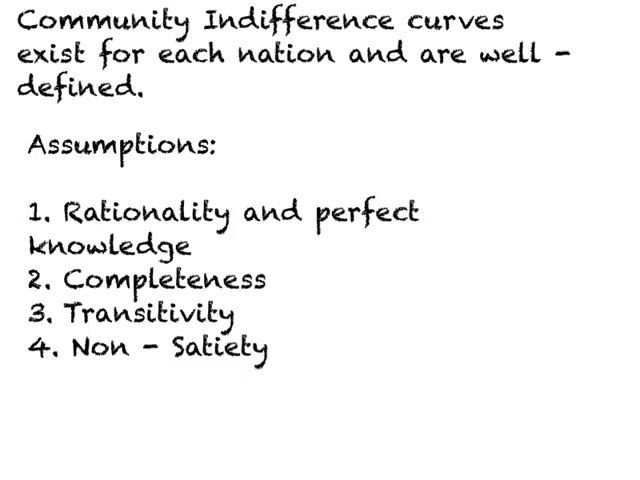 Community Indifference curves
exist for each nation and are well -
defined.
Assumptions:
1. Rationality and perfect
knowledge
2. Completeness
3. Transitivity
4. Non - Satiety